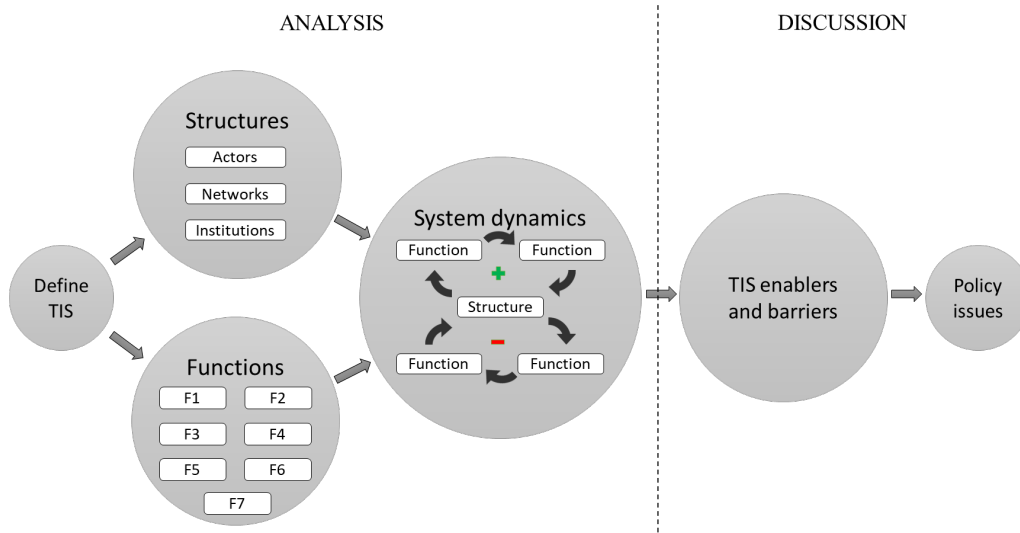 ANALYSIS
DISCUSSION
Define
TIS
Structures
Actors
Networks
Institutions
Functions
F1
F2
F3
F4
F5
F6
F7
System dynamics
Function
Function
+
Structure
−
Function
Function
TIS enablers
and barriers
Policy
issues